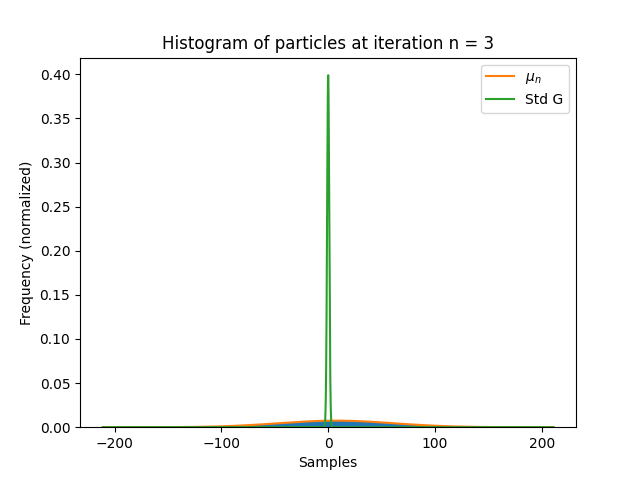 Histogram of particles at iteration n = 3
μₙ
Std G
0.40
0.35
0.30
0.25
0.20
0.15
0.10
0.05
0.00
Frequency (normalized)
−200
−100
0
100
200
Samples